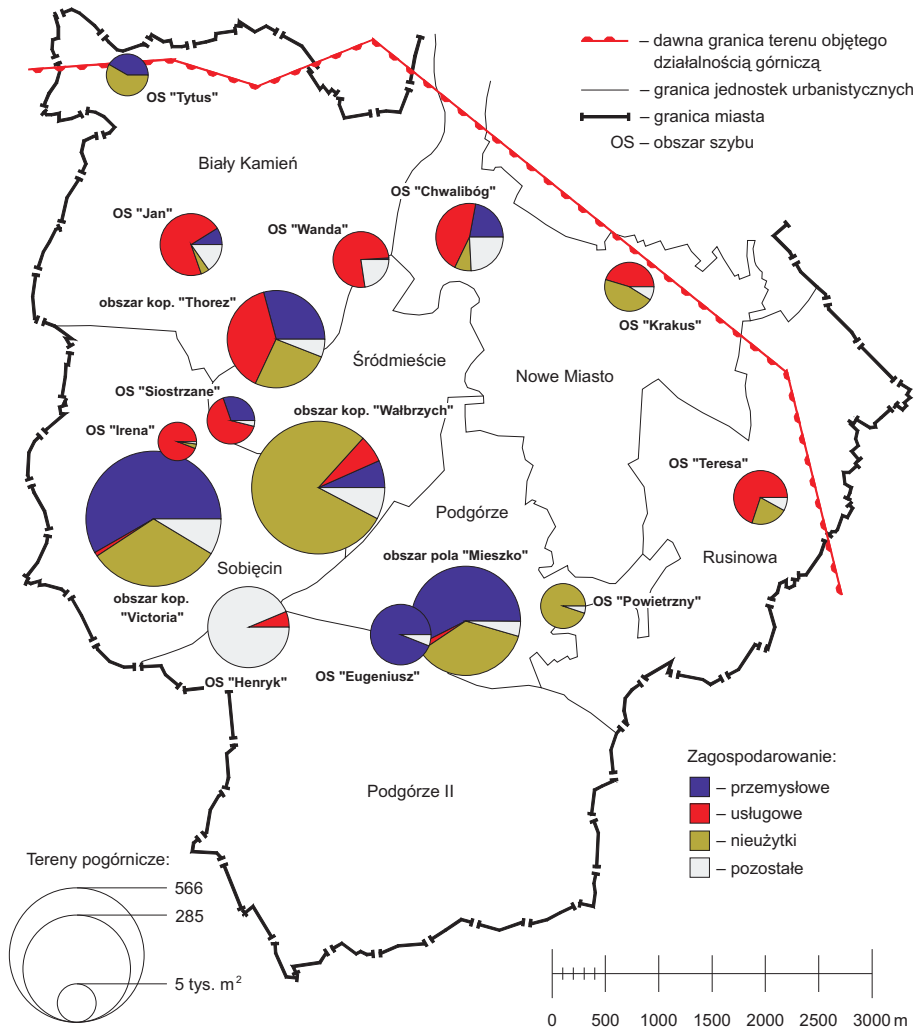 – dawna granica terenu objętego
działalnością górniczą
– granica jednostek urbanistycznych
– granica miasta
OS – obszar szybu
OS "Tytus"
Biały Kamień
OS "Chwalibóg"
OS "Jan"
OS "Wanda"
obszar kop. "Thorez"
OS "Krakus"
Śródmieście
Nowe Miasto
OS "Siostrzane"
obszar kop. "Wałbrzych"
OS "Irena"
OS "Teresa"
Podgórze
obszar pola "Mieszko"
Rusinowa
Sobięcin
obszar kop.
"Victoria"
OS "Powietrzny"
OS "Henryk"
OS "Eugeniusz"
Podgórze II
Zagospodarowanie:
– przemysłowe
– usługowe
– nieużytki
– pozostałe
Tereny pogórnicze:
566
285
5 tys. m²
0 500 1000 1500 2000 2500 3000 m